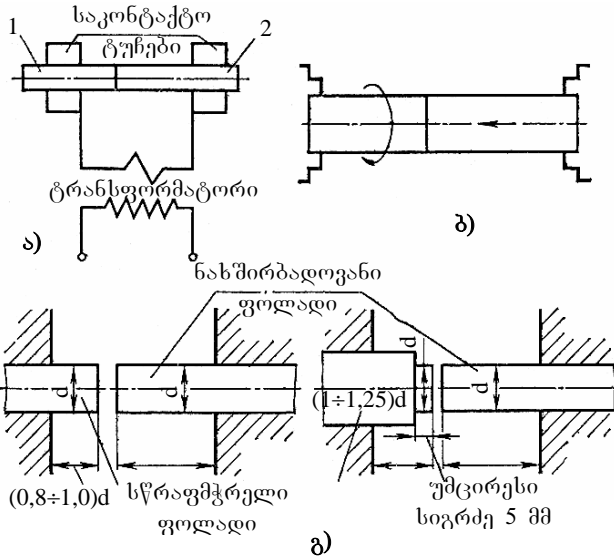 საკონტაქტო
ტუჩები
1
2
ტრანსფორმატორი
ა)
ბ)
ნახშირბადოვანი
ფოლადი
d
d
d
d
(1÷1,25)d
(0,8÷1,0)d
სწრაფმჭრელი
ფოლადი
უმცირესი
სიგრძე 5 მმ
გ)